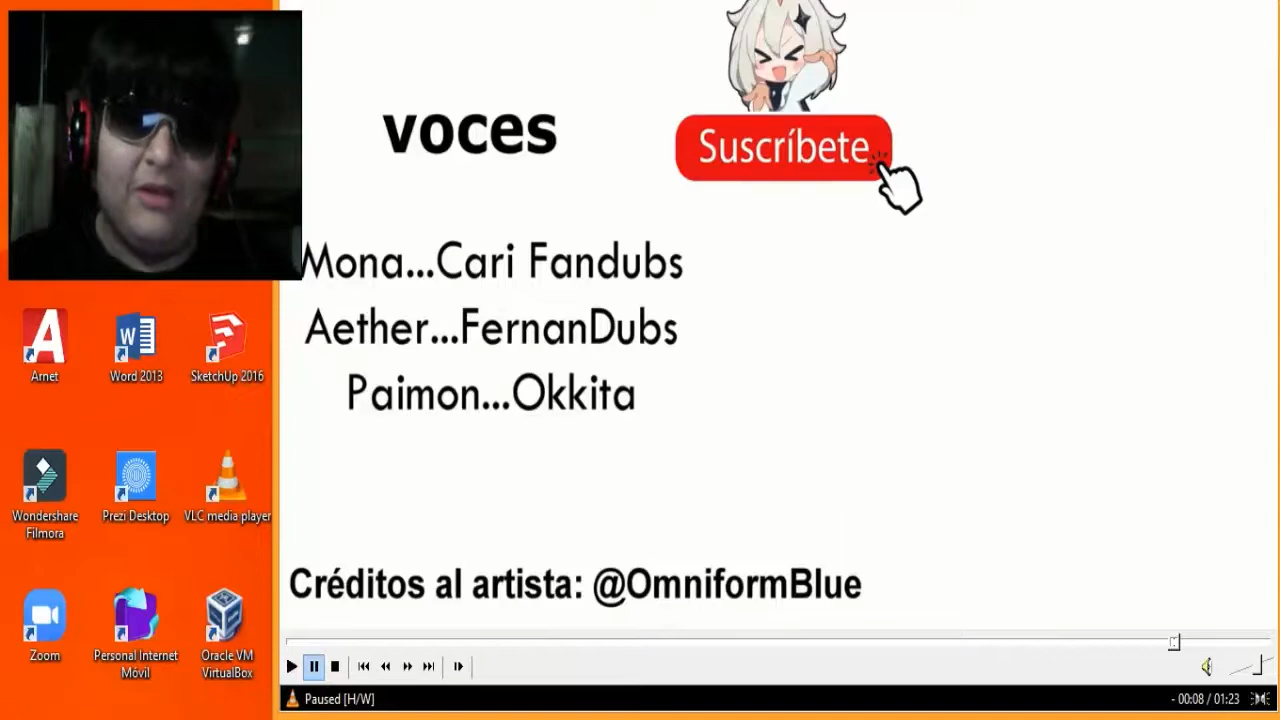 voces
Suscríbete
Mona...Cari Fandubs
Aether...FernanDubs
Paimon...Okkita
Créditos al artista: @OmniformBlue
Arnet
Word 2013
SketchUp 2016
Wondershare
Filmora
Prezi Desktop
VLC media player
Zoom
Personal Internet
Móvil
Oracle VM
VirtualBox
Paused [H/W]
- 00:08 / 01:23